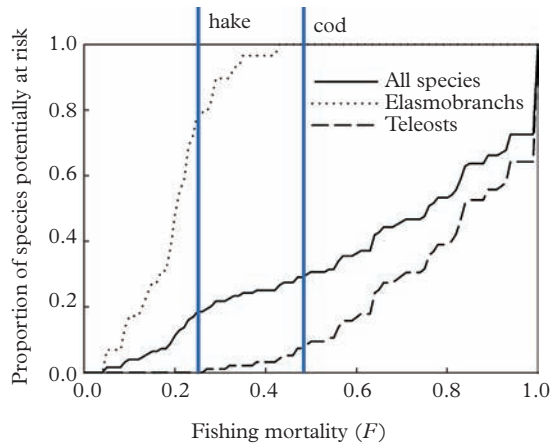 hake
cod
All species
Elasmobranchs
Teleosts
Proportion of species potentially at risk
1.0
0.8
0.6
0.4
0.2
0.0
0.0 0.2 0.4 0.6 0.8 1.0
Fishing mortality (F)